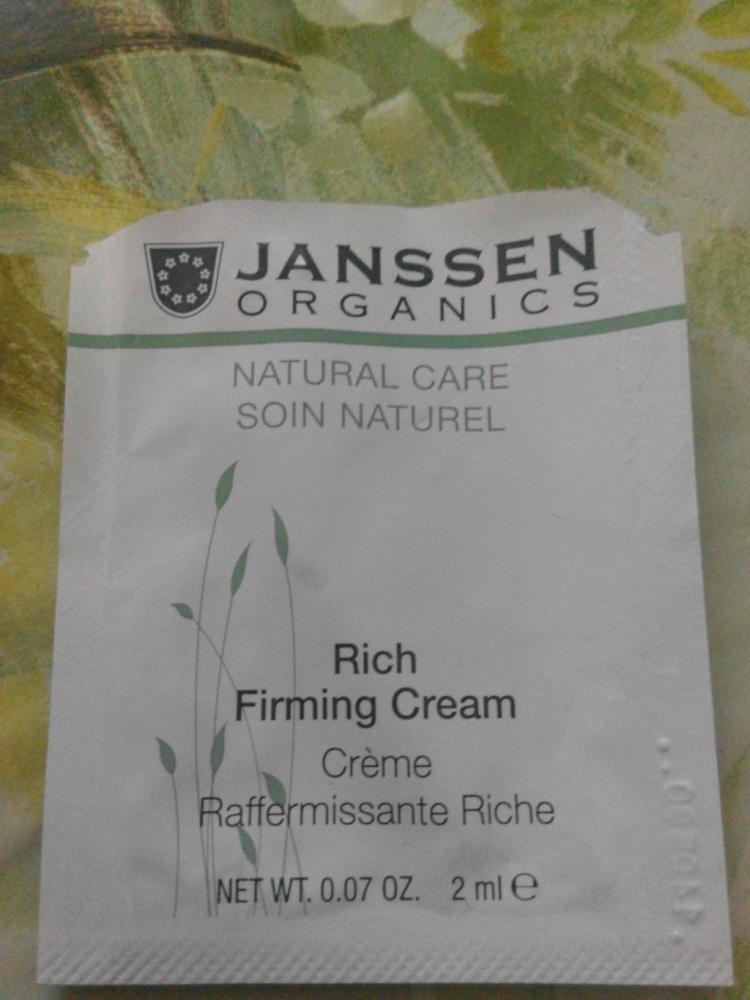 JANSSEN
ORGANICS
NATURAL CARE
SOIN NATUREL
Rich
Firming Cream
Crème
Raffermissante Riche
NET WT. 0.07 OZ. 2 ml ℮